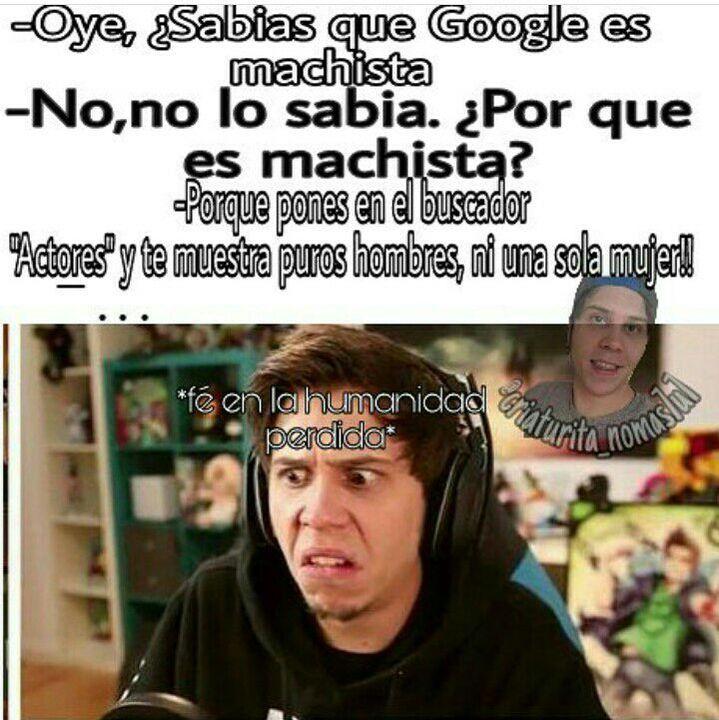 -Oye, ¿Sabias que Google es
machista
-No,no lo sabia. ¿Por que
es machista?
-Porque pones en el buscador
"Actores" y te muestra puros hombres, ni una sola mujer!!
. . .
*fé en la humanidad
perdida*
*criaturita_nomas7u7